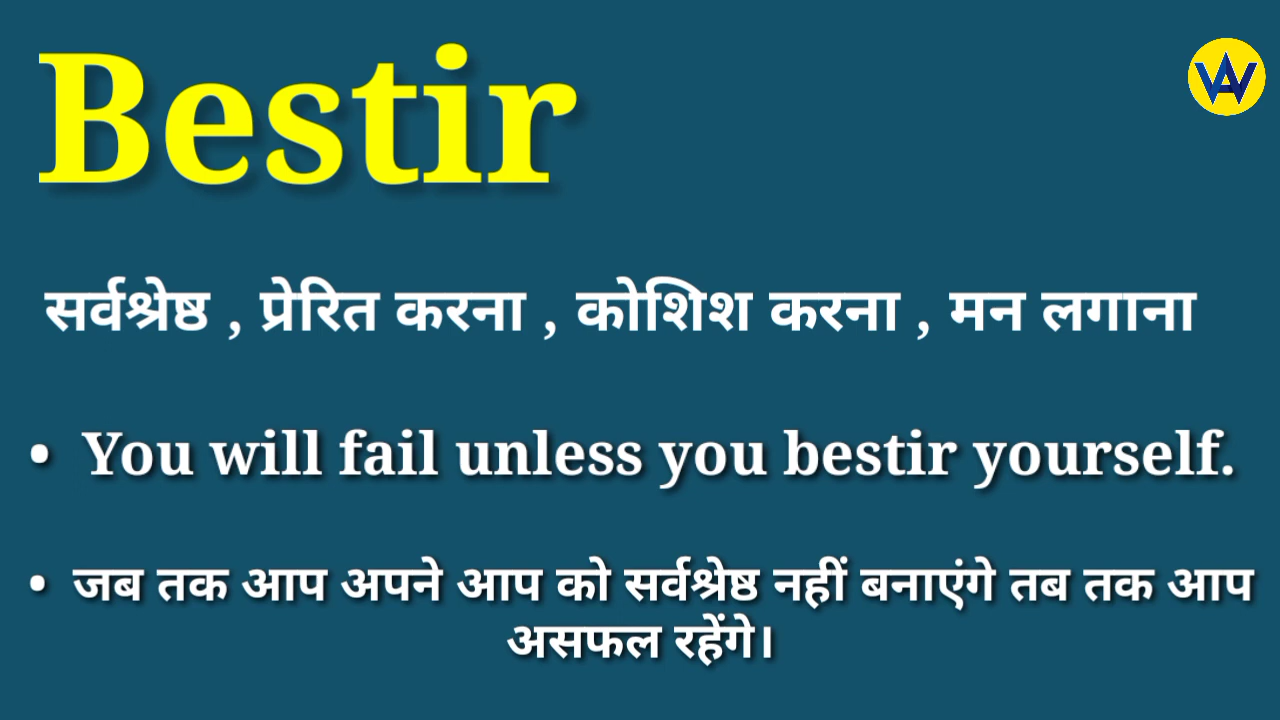 Bestir
सर्वश्रेष्ठ , प्रेरित करना , कोशिश करना , मन लगाना
• You will fail unless you bestir yourself.
• जब तक आप अपने आप को सर्वश्रेष्ठ नहीं बनाएंगे तब तक आप
असफल रहेंगे।